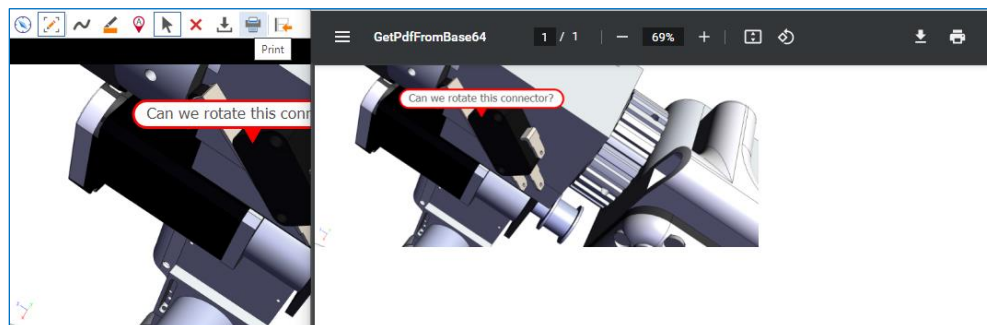 Print
Can we rotate this conn
GetPdfFromBase64
1 / 1
69%
Can we rotate this connector?